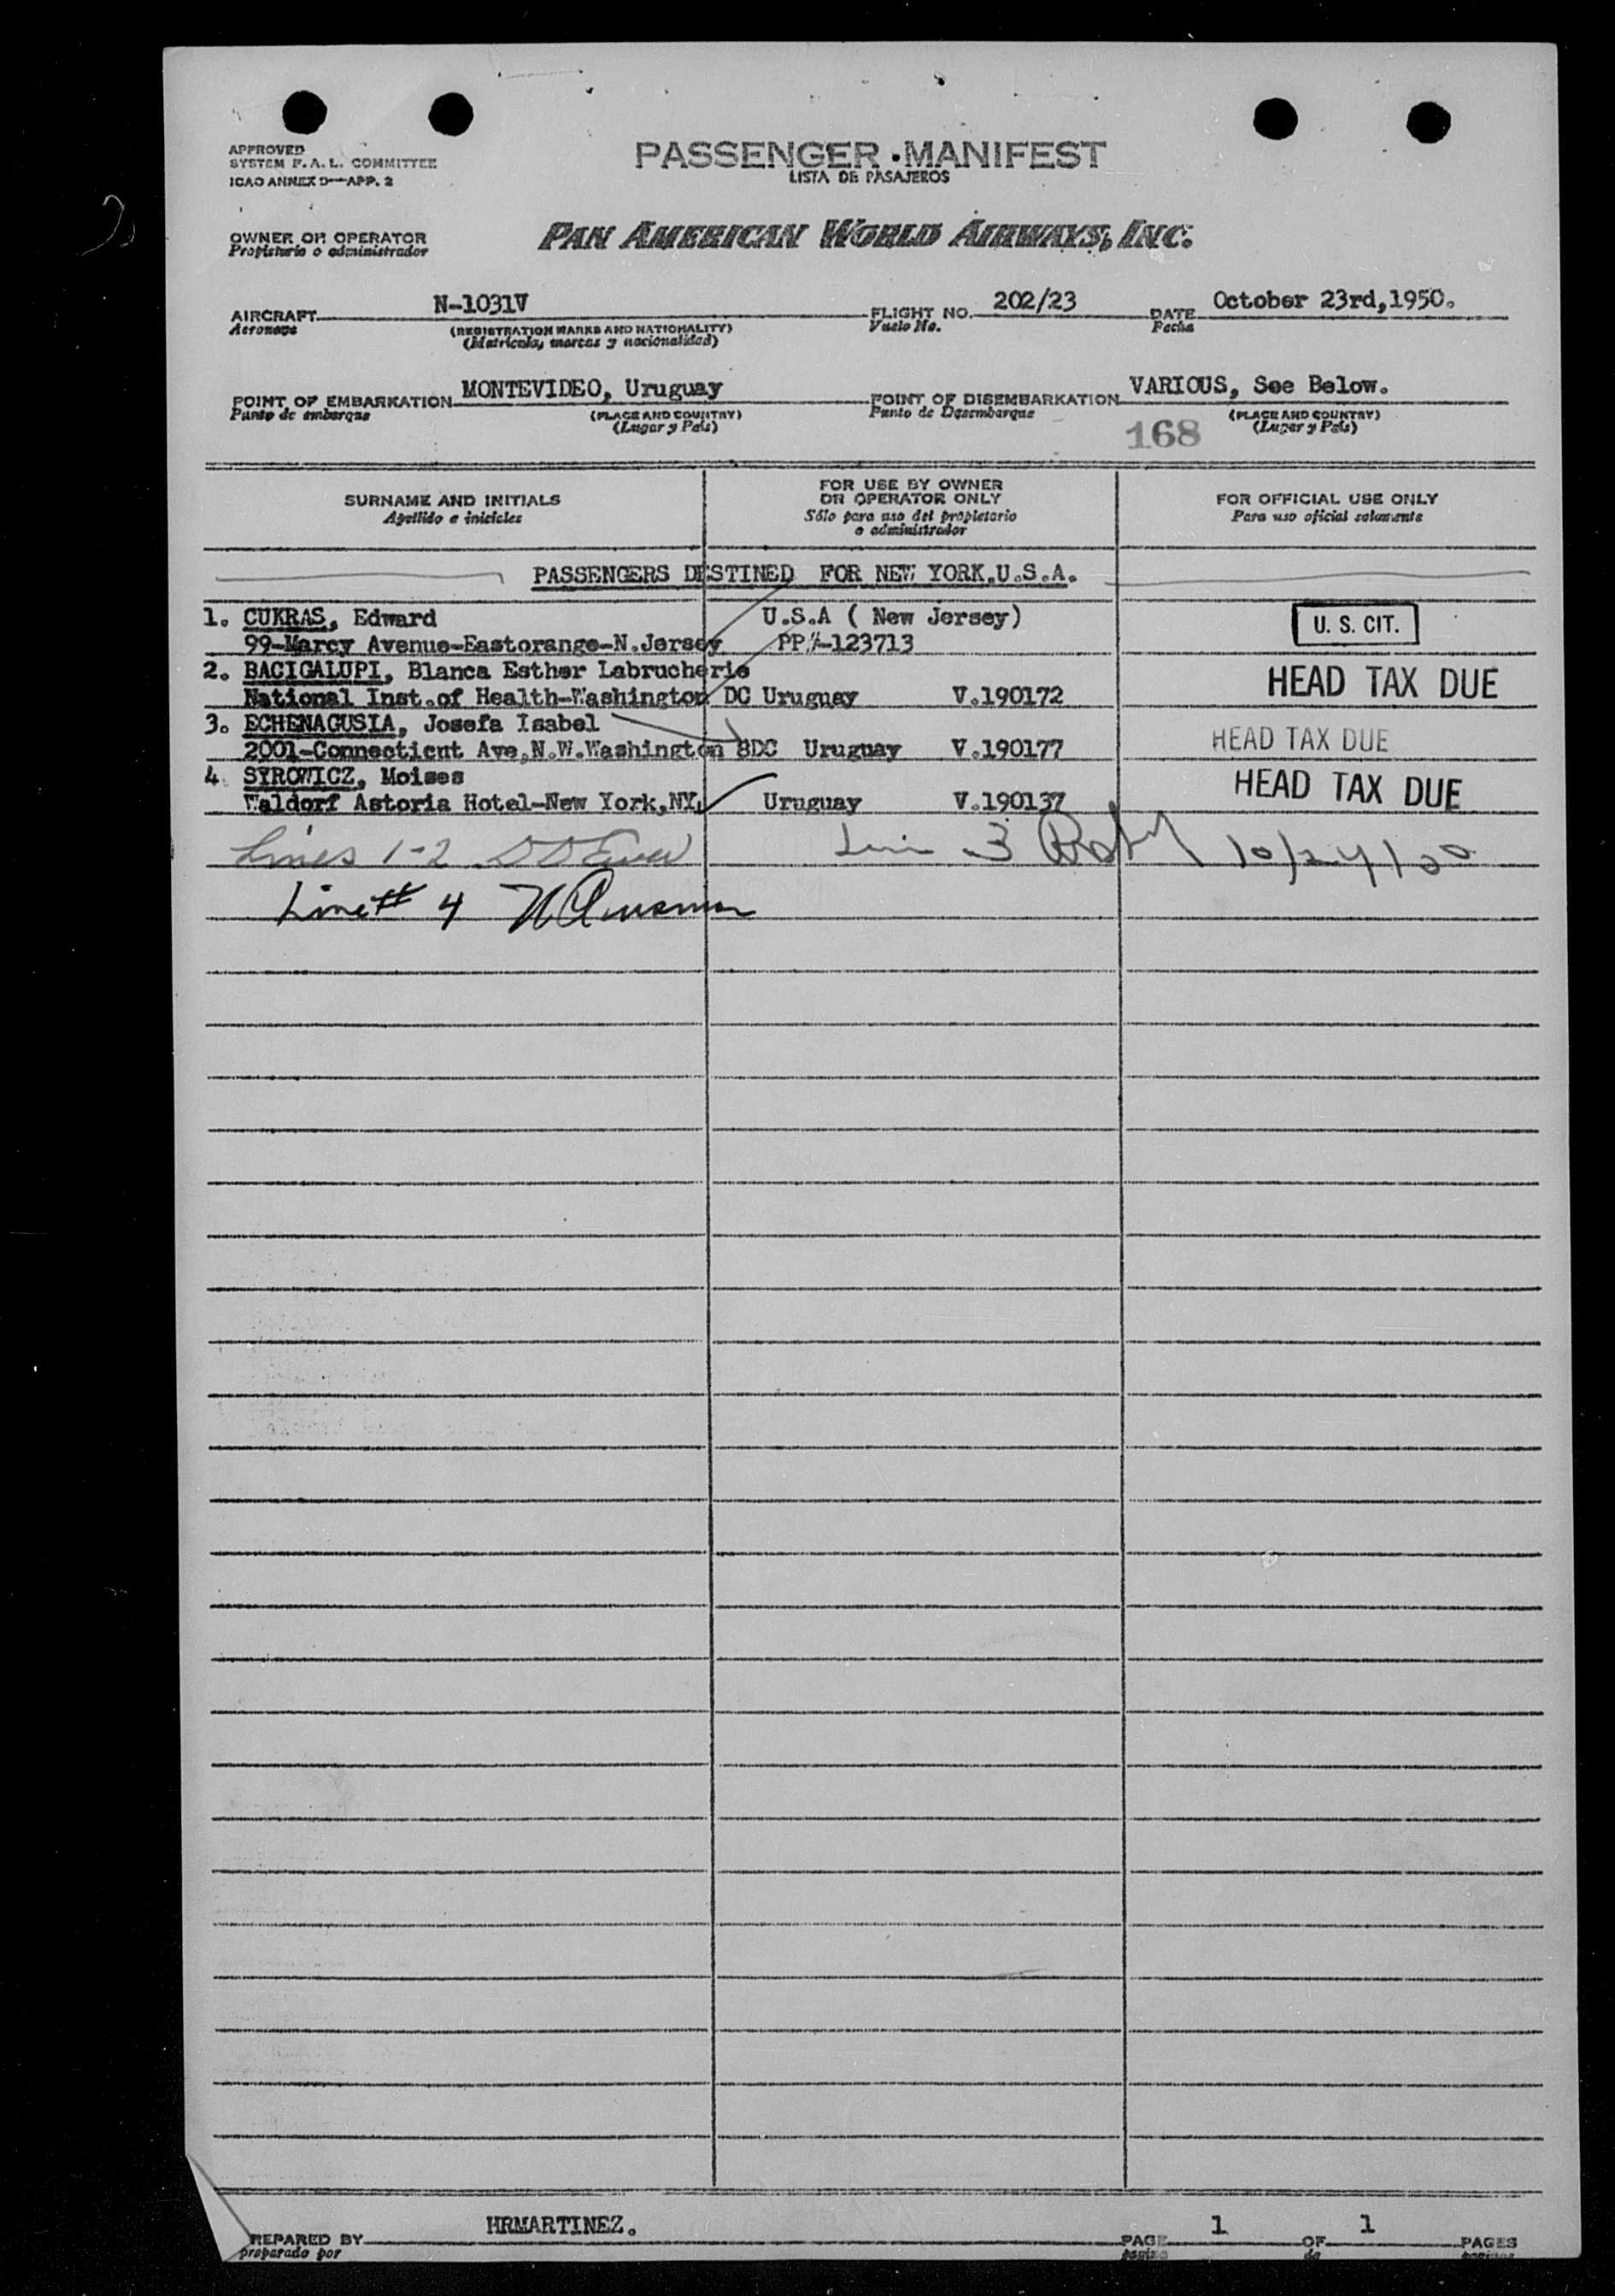 APPROVED
SYSTEM F.A.L. COMMITTEE
ICAO ANNEX 9—APP. 2
PASSENGER • MANIFEST
LISTA DE PASAJEROS
OWNER OR OPERATOR
Propietario o administrador
PAN AMERICAN WORLD AIRWAYS, INC.
AIRCRAFT N-1031V FLIGHT NO. 202/23 DATE October 23rd,1950.
Aeronave (REGISTRATION MARKS AND NATIONALITY) Vuelo No. Fecha
(Matricula, marcas y nacionalidad)
POINT OF EMBARKATION MONTEVIDEO, Uruguay POINT OF DISEMBARKATION VARIOUS, See Below.
Punto de embarque (PLACE AND COUNTRY) Punto de Desembarque (PLACE AND COUNTRY)
(Lugar y País) 168 (Lugar y País)
SURNAME AND INITIALS
Apellido e iniciales
FOR USE BY OWNER
OR OPERATOR ONLY
Sólo para uso del propietario
o administrador
FOR OFFICIAL USE ONLY
Para uso oficial solamente
PASSENGERS DESTINED FOR NEW YORK,U.S.A.
1. CUKRAS, Edward U.S.A ( New Jersey) U. S. CIT.
99-Marcy Avenue-Eastorange-N.Jersey PP#-123713
2. BACIGALUPI, Blanca Esther Labrucherie HEAD TAX DUE
National Inst.of Health-Washington DC Uruguay V.190172
3. ECHENAGUSIA, Josefa Isabel HEAD TAX DUE
2001-Connecticut Ave,N.W.Washington 8DC Uruguay V.190177
4. SYROWICZ, Moises HEAD TAX DUE
Waldorf Astoria Hotel-New York,NY. Uruguay V.190137
Lines 1-2 Line 3
Line # 4
PREPARED BY HRMARTINEZ. PAGE 1 OF 1 PAGES
preparado por pagina de paginas